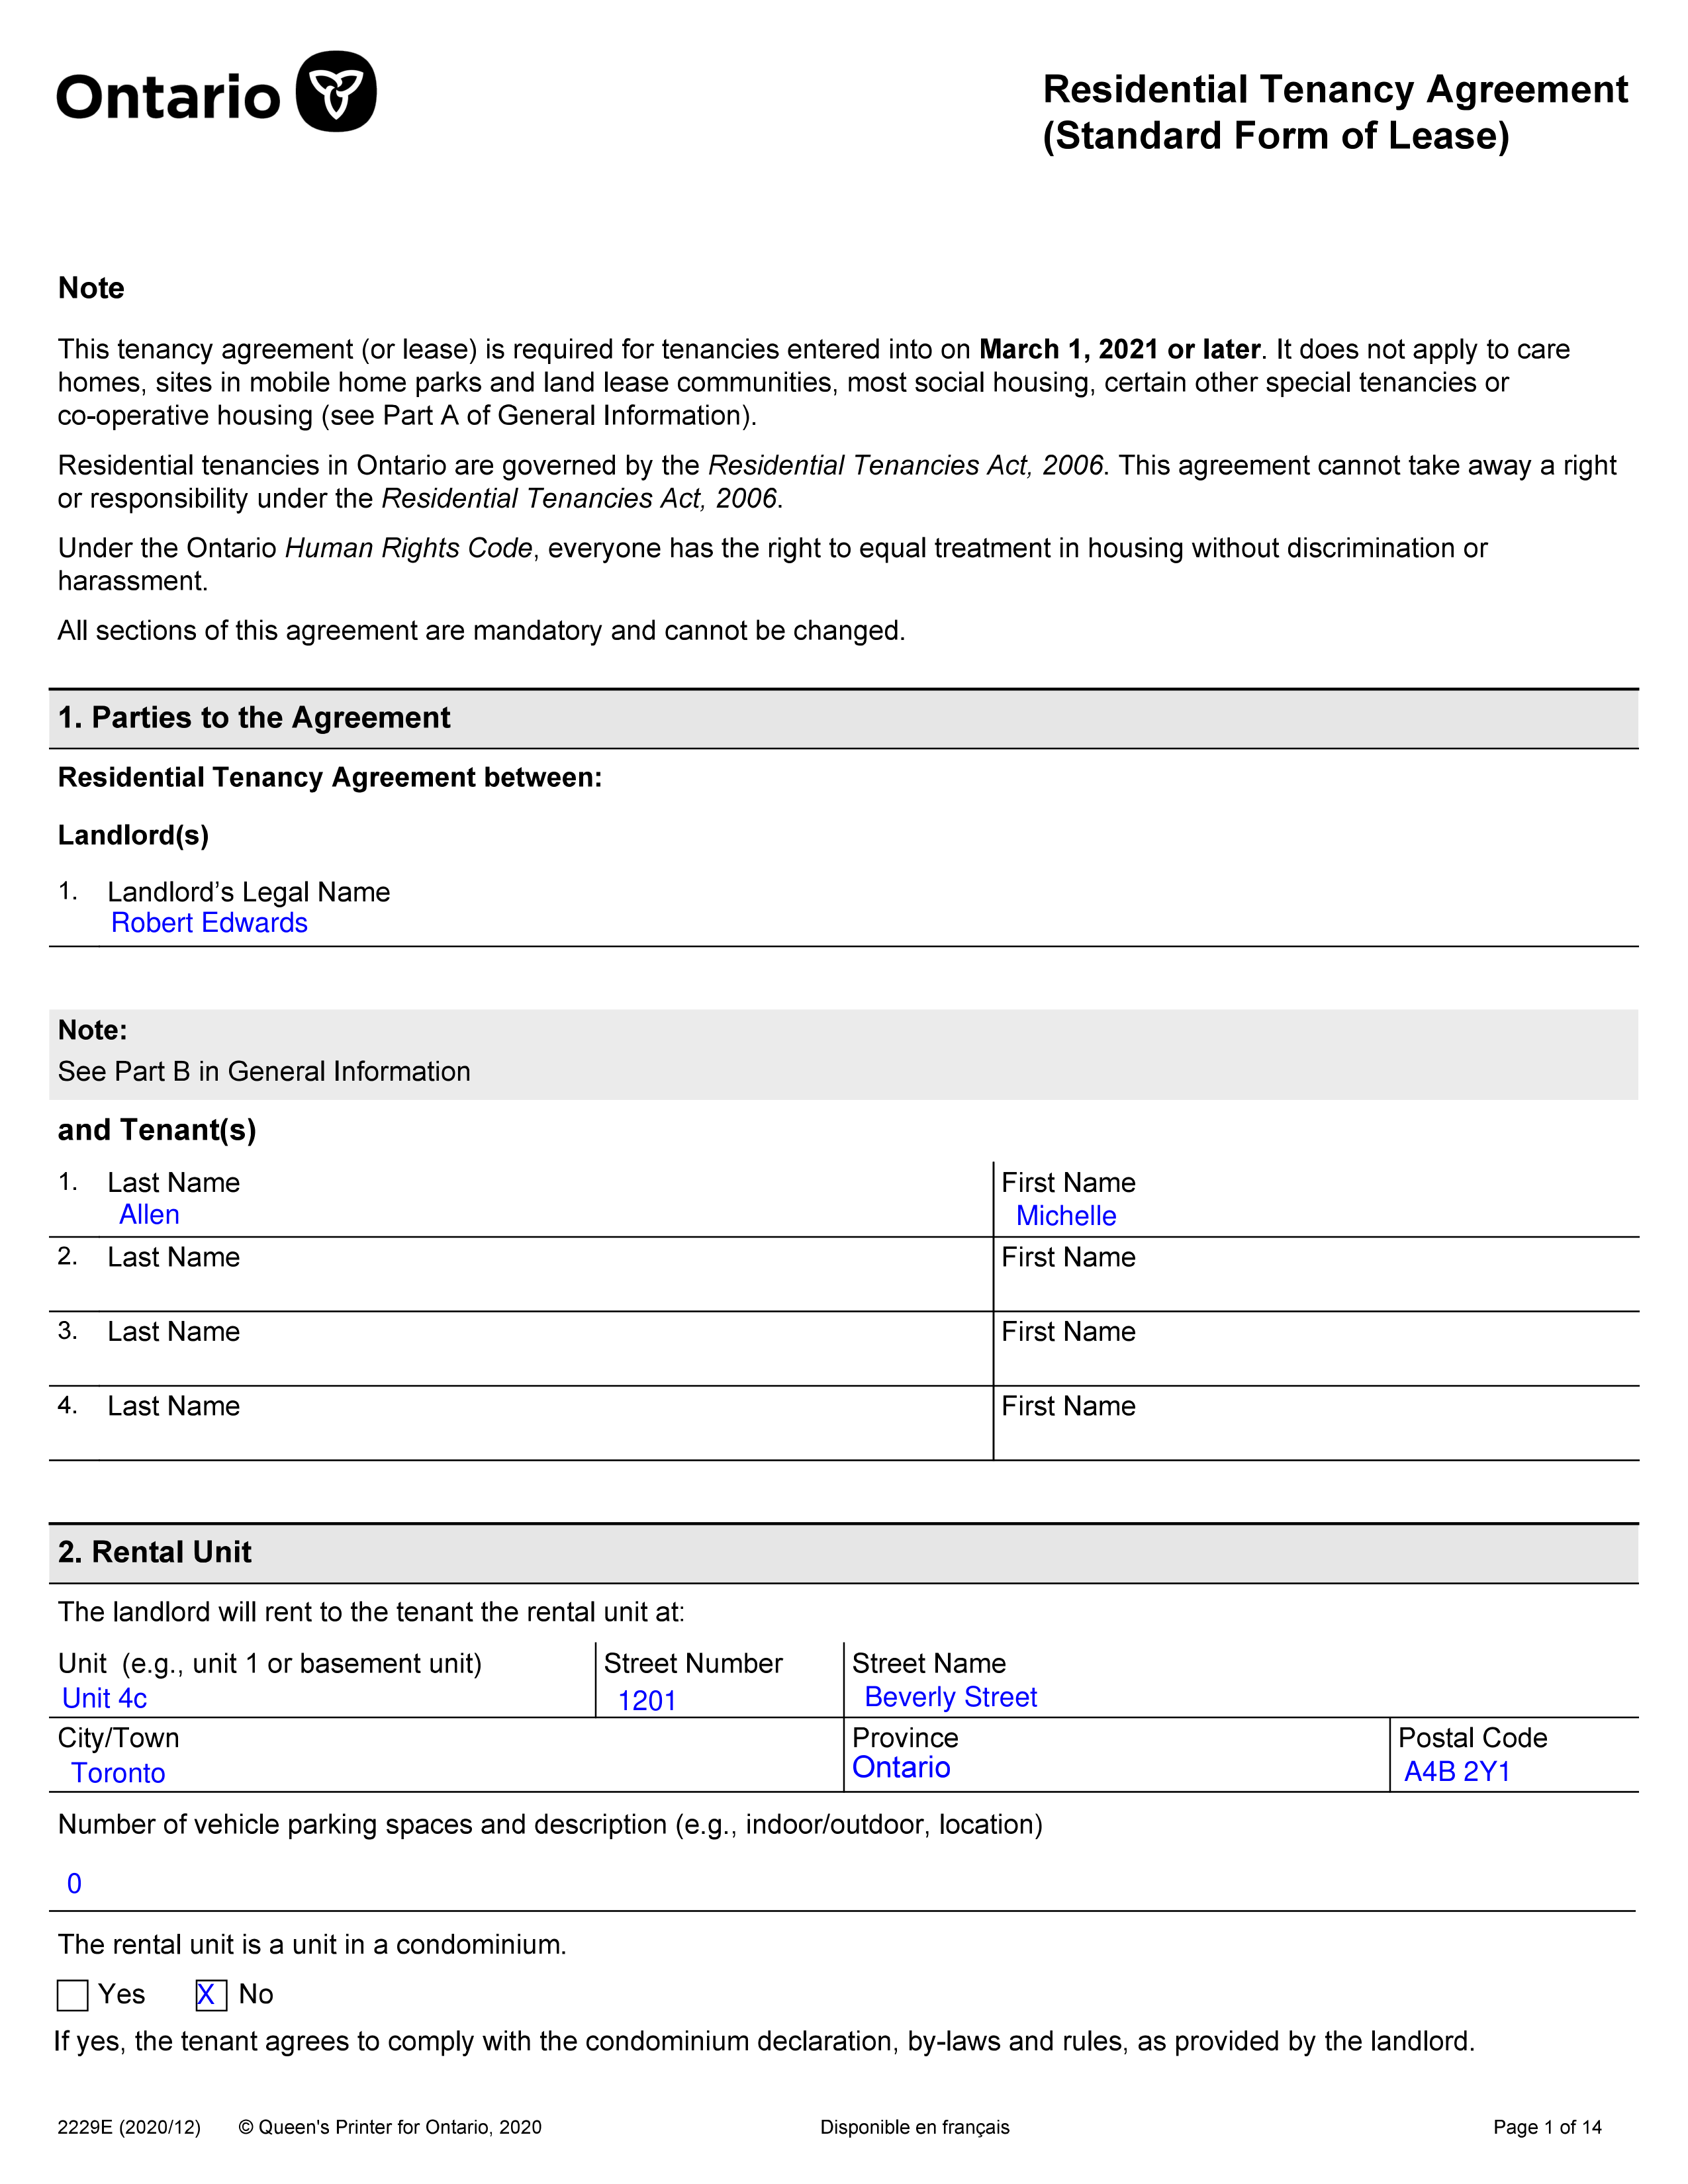 Ontario
Residential Tenancy Agreement
(Standard Form of Lease)
Note
This tenancy agreement (or lease) is required for tenancies entered into on March 1, 2021 or later. It does not apply to care
homes, sites in mobile home parks and land lease communities, most social housing, certain other special tenancies or
co-operative housing (see Part A of General Information).
Residential tenancies in Ontario are governed by the Residential Tenancies Act, 2006. This agreement cannot take away a right
or responsibility under the Residential Tenancies Act, 2006.
Under the Ontario Human Rights Code, everyone has the right to equal treatment in housing without discrimination or
harassment.
All sections of this agreement are mandatory and cannot be changed.
1. Parties to the Agreement
Residential Tenancy Agreement between:
Landlord(s)
1. Landlord’s Legal Name
Robert Edwards
Note:
See Part B in General Information
and Tenant(s)
1. Last Name First Name
Allen Michelle
2. Last Name First Name
3. Last Name First Name
4. Last Name First Name
2. Rental Unit
The landlord will rent to the tenant the rental unit at:
Unit (e.g., unit 1 or basement unit) Street Number Street Name
Unit 4c 1201 Beverly Street
City/Town Province Postal Code
Toronto Ontario A4B 2Y1
Number of vehicle parking spaces and description (e.g., indoor/outdoor, location)
0
The rental unit is a unit in a condominium.
Yes X No
If yes, the tenant agrees to comply with the condominium declaration, by-laws and rules, as provided by the landlord.
2229E (2020/12) © Queen's Printer for Ontario, 2020 Disponible en français Page 1 of 14